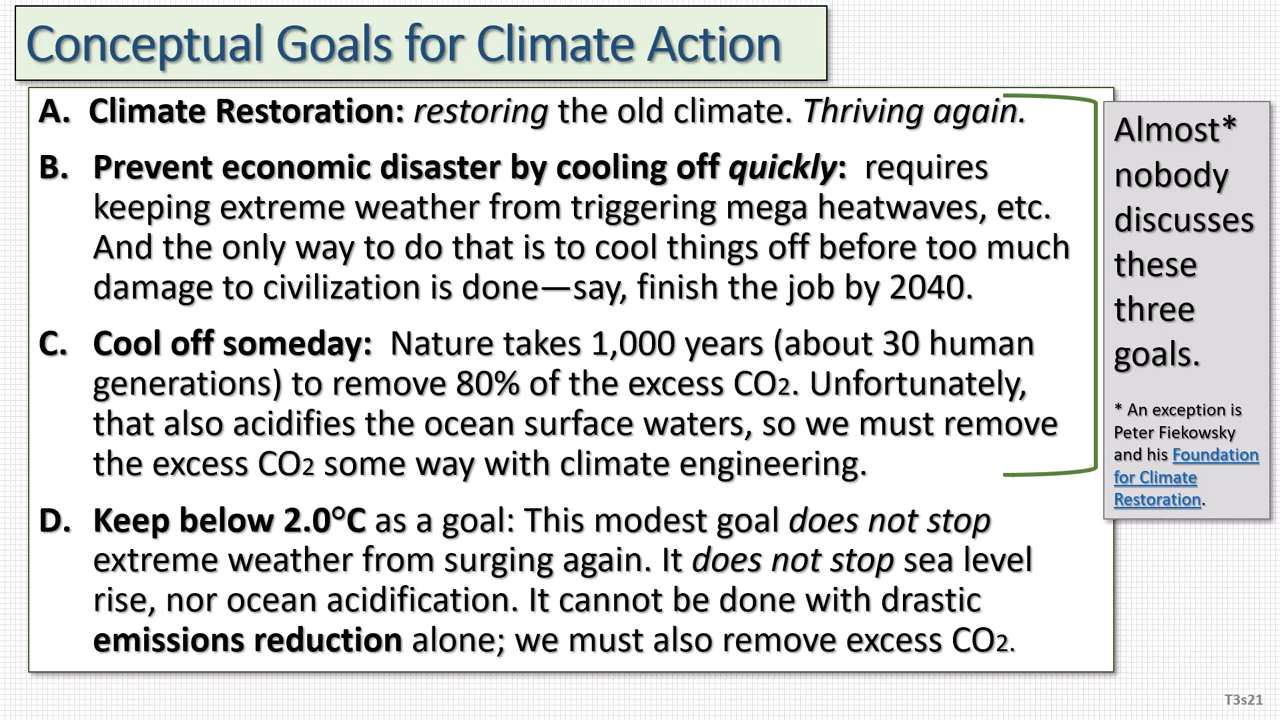 Conceptual Goals for Climate Action
A. Climate Restoration: restoring the old climate. Thriving again.
B. Prevent economic disaster by cooling off quickly: requires
keeping extreme weather from triggering mega heatwaves, etc.
And the only way to do that is to cool things off before too much
damage to civilization is done—say, finish the job by 2040.
C. Cool off someday: Nature takes 1,000 years (about 30 human
generations) to remove 80% of the excess CO2. Unfortunately,
that also acidifies the ocean surface waters, so we must remove
the excess CO2 some way with climate engineering.
D. Keep below 2.0°C as a goal: This modest goal does not stop
extreme weather from surging again. It does not stop sea level
rise, nor ocean acidification. It cannot be done with drastic
emissions reduction alone; we must also remove excess CO2.
Almost*
nobody
discusses
these
three
goals.
* An exception is
Peter Fiekowsky
and his Foundation
for Climate
Restoration.
T3s21